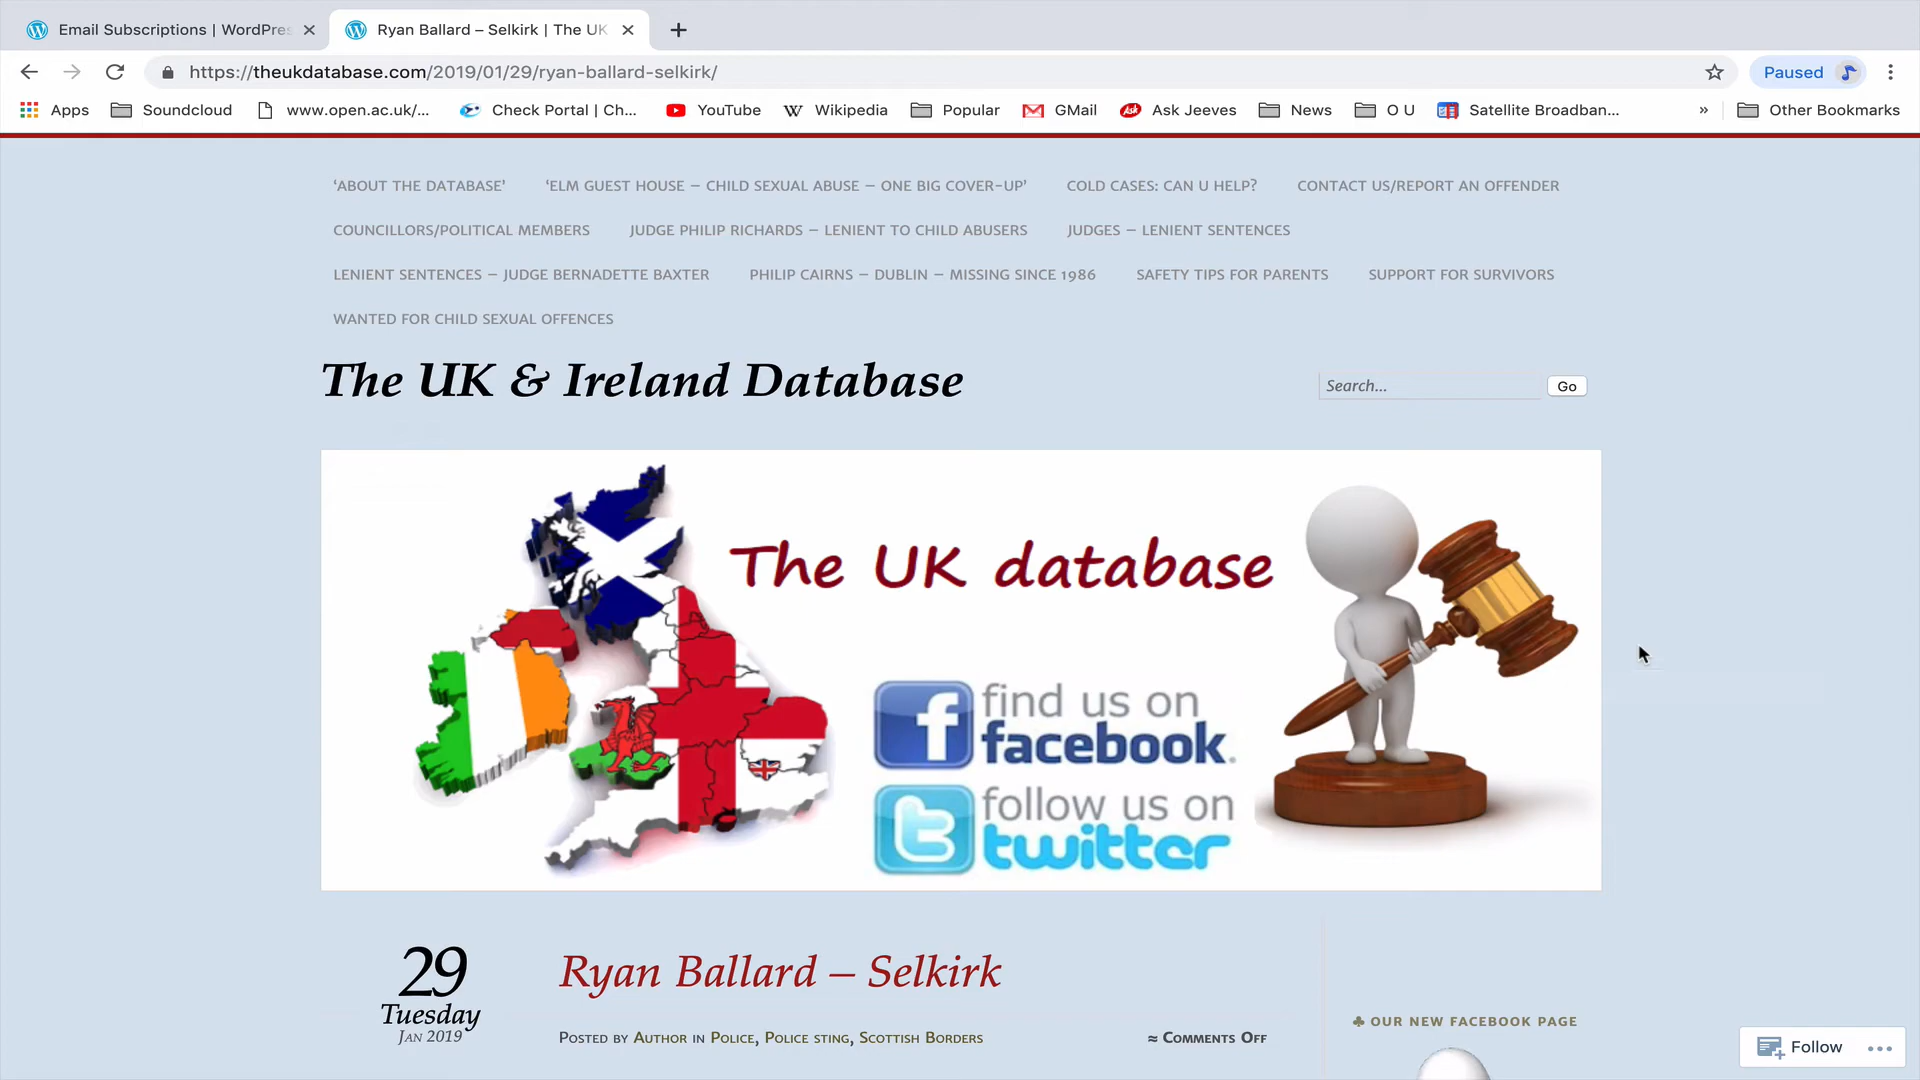 Email Subscriptions | WordPre
Ryan Ballard – Selkirk | The UK
https://theukdatabase.com/2019/01/29/ryan-ballard-selkirk/
Paused
Apps
Soundcloud
www.open.ac.uk/...
Check Portal | Ch...
YouTube
Wikipedia
Popular
GMail
Ask Jeeves
News
O U
Satellite Broadban...
»
Other Bookmarks
‘ABOUT THE DATABASE’
‘ELM GUEST HOUSE – CHILD SEXUAL ABUSE – ONE BIG COVER-UP’
COLD CASES: CAN U HELP?
CONTACT US/REPORT AN OFFENDER
COUNCILLORS/POLITICAL MEMBERS
JUDGE PHILIP RICHARDS – LENIENT TO CHILD ABUSERS
JUDGES – LENIENT SENTENCES
LENIENT SENTENCES – JUDGE BERNADETTE BAXTER
PHILIP CAIRNS – DUBLIN – MISSING SINCE 1986
SAFETY TIPS FOR PARENTS
SUPPORT FOR SURVIVORS
WANTED FOR CHILD SEXUAL OFFENCES
The UK & Ireland Database
Search...
Go
The UK database
find us on
facebook.
follow us on
twitter
29
Tuesday
JAN 2019
Ryan Ballard – Selkirk
POSTED BY AUTHOR IN POLICE, POLICE STING, SCOTTISH BORDERS
≈ COMMENTS OFF
♣ OUR NEW FACEBOOK PAGE
Follow